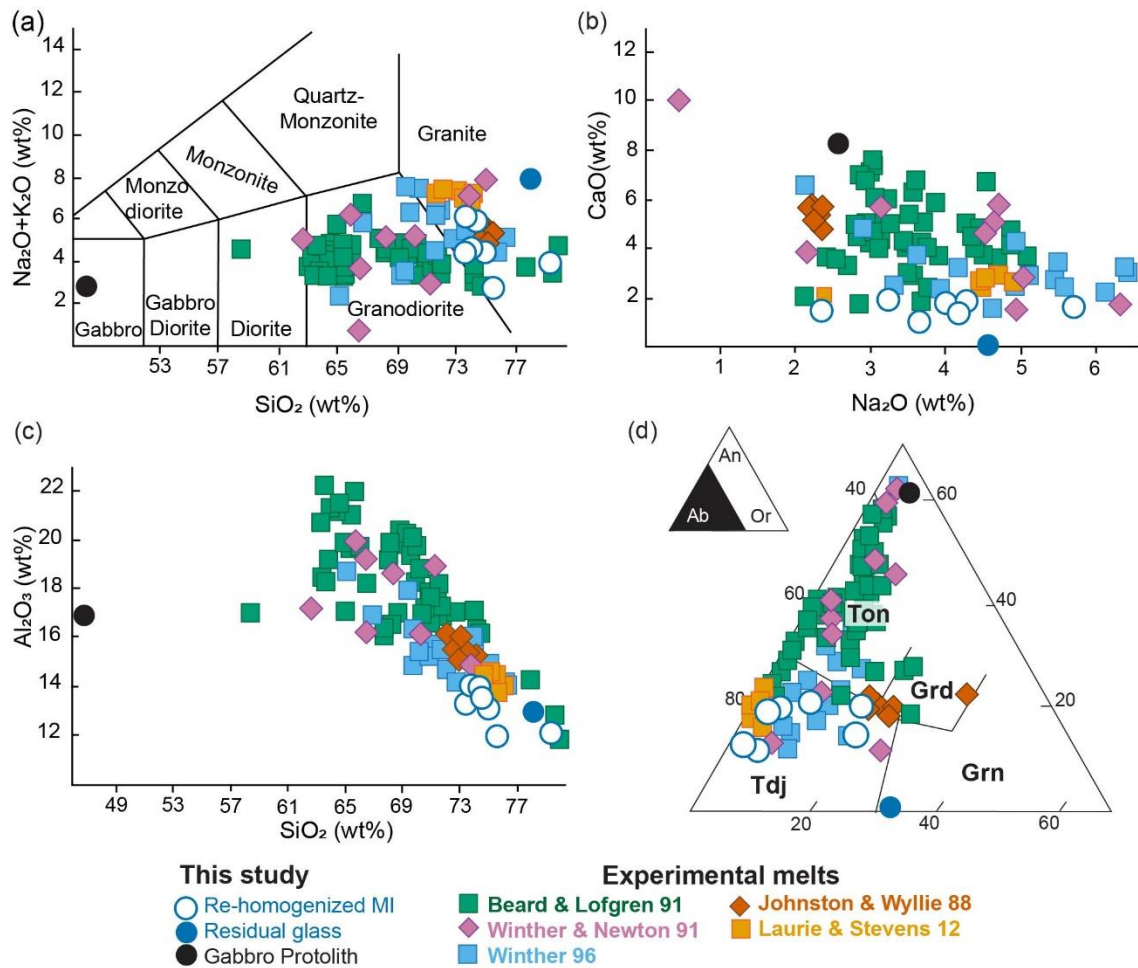 (a)
14
12
10
8
6
4
2
Na₂O+K₂O (wt%)
Quartz-
Monzonite
Granite
Monzonite
Monzo
diorite
Gabbro
Gabbro
Diorite
Diorite
Granodiorite
53 57 61 65 69 73 77
SiO₂ (wt%)
(b)
12
10
8
6
4
2
CaO(wt%)
1 2 3 4 5 6
Na₂O (wt%)
(c)
22
20
18
16
14
12
Al₂O₃ (wt%)
49 53 57 61 65 69 73 77
SiO₂ (wt%)
(d)
An
Ab
Or
40
60
60
40
Ton
80
Grd
20
Tdj
Grn
20
40
60
This study
Re-homogenized MI
Residual glass
Gabbro Protolith
Experimental melts
Beard & Lofgren 91
Winther & Newton 91
Winther 96
Johnston & Wyllie 88
Laurie & Stevens 12